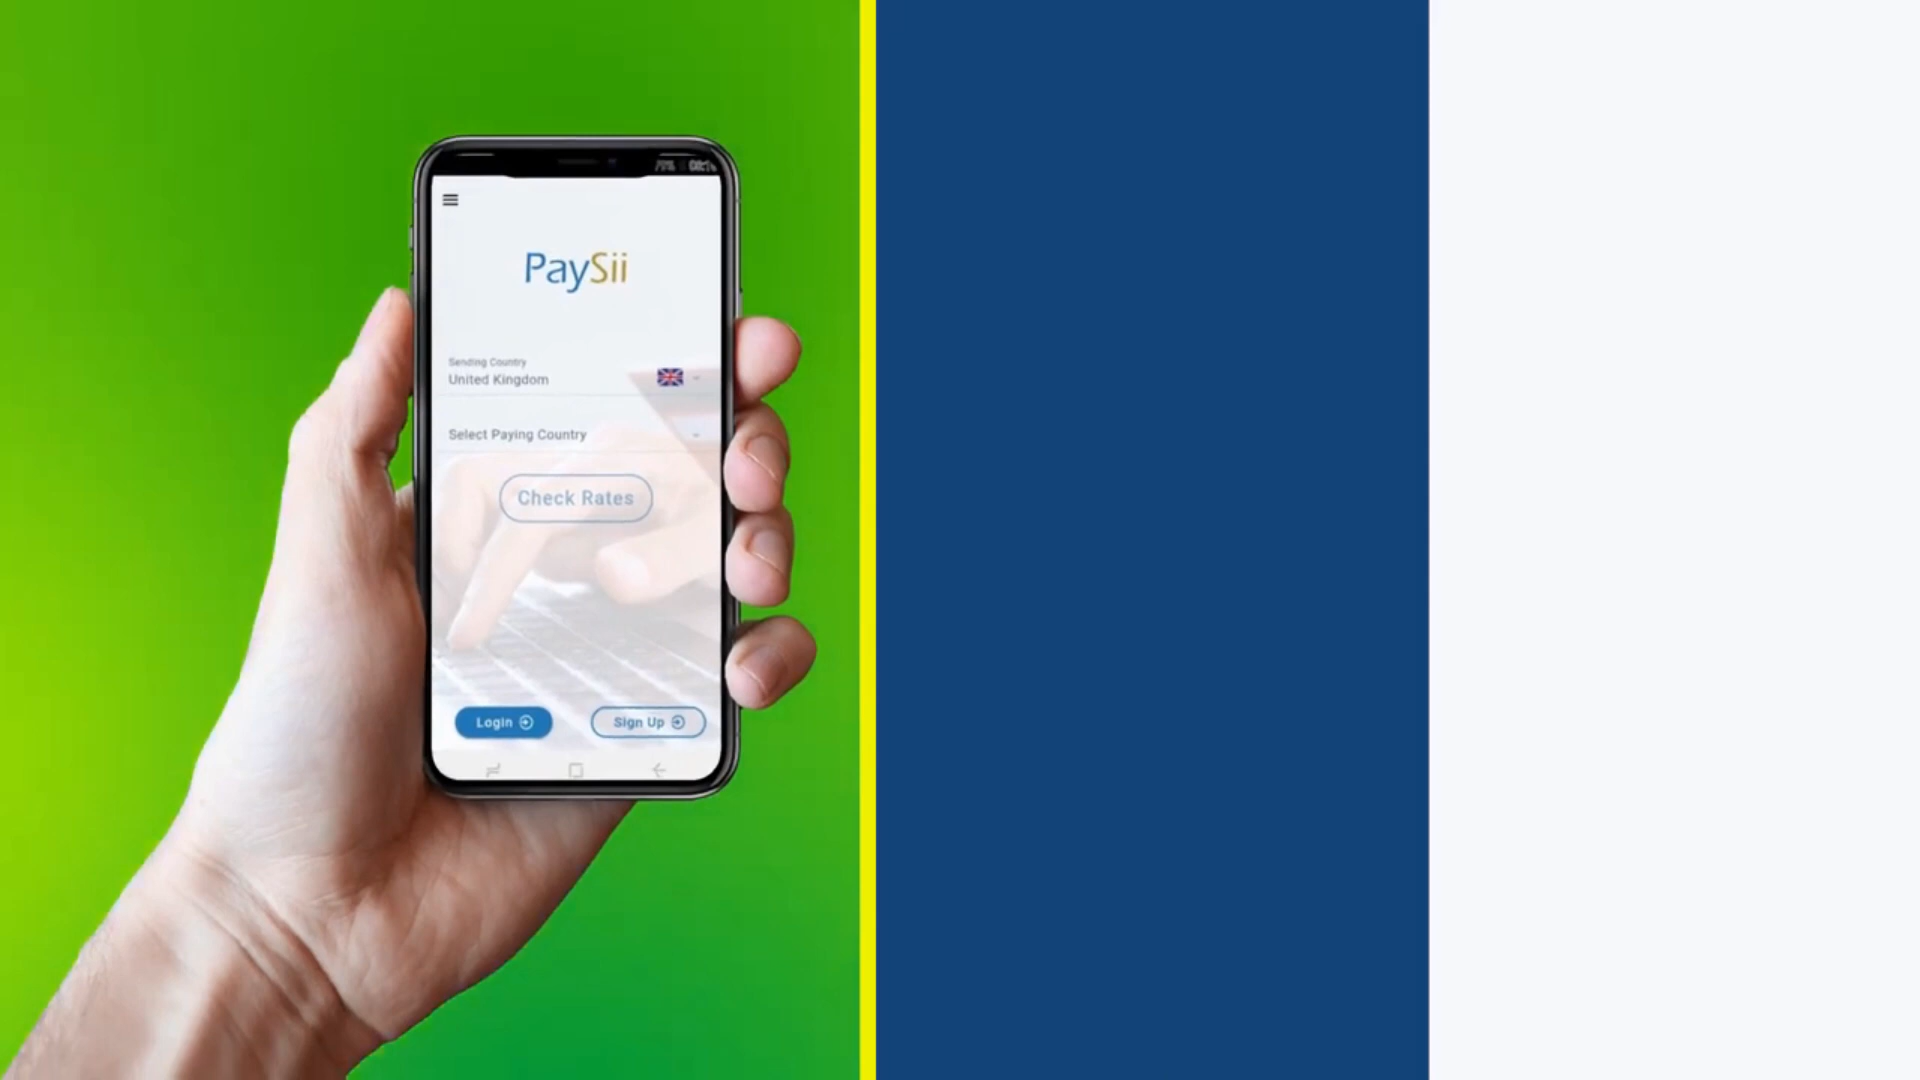 PaySii
Sending Country
United Kingdom
Select Paying Country
Check Rates
Login
Sign Up